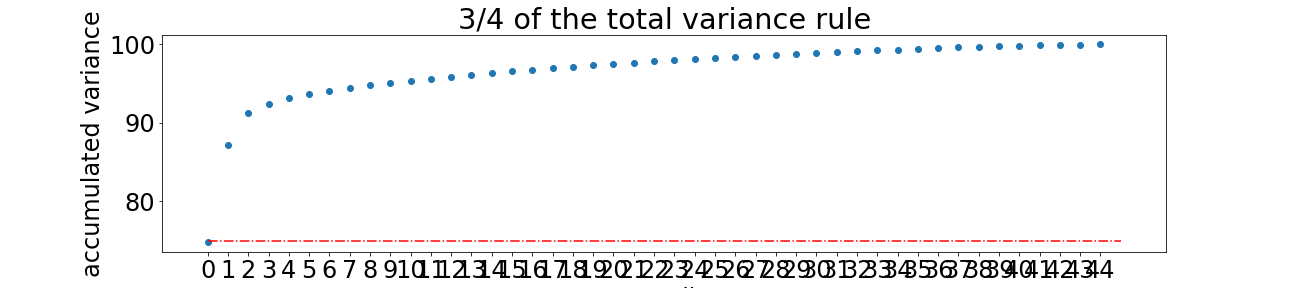 3/4 of the total variance rule
accumulated variance
100
90
80
0 1 2 3 4 5 6 7 8 9 10 11 12 13 14 15 16 17 18 19 20 21 22 23 24 25 26 27 28 29 30 31 32 33 34 35 36 37 38 39 40 41 42 43 44